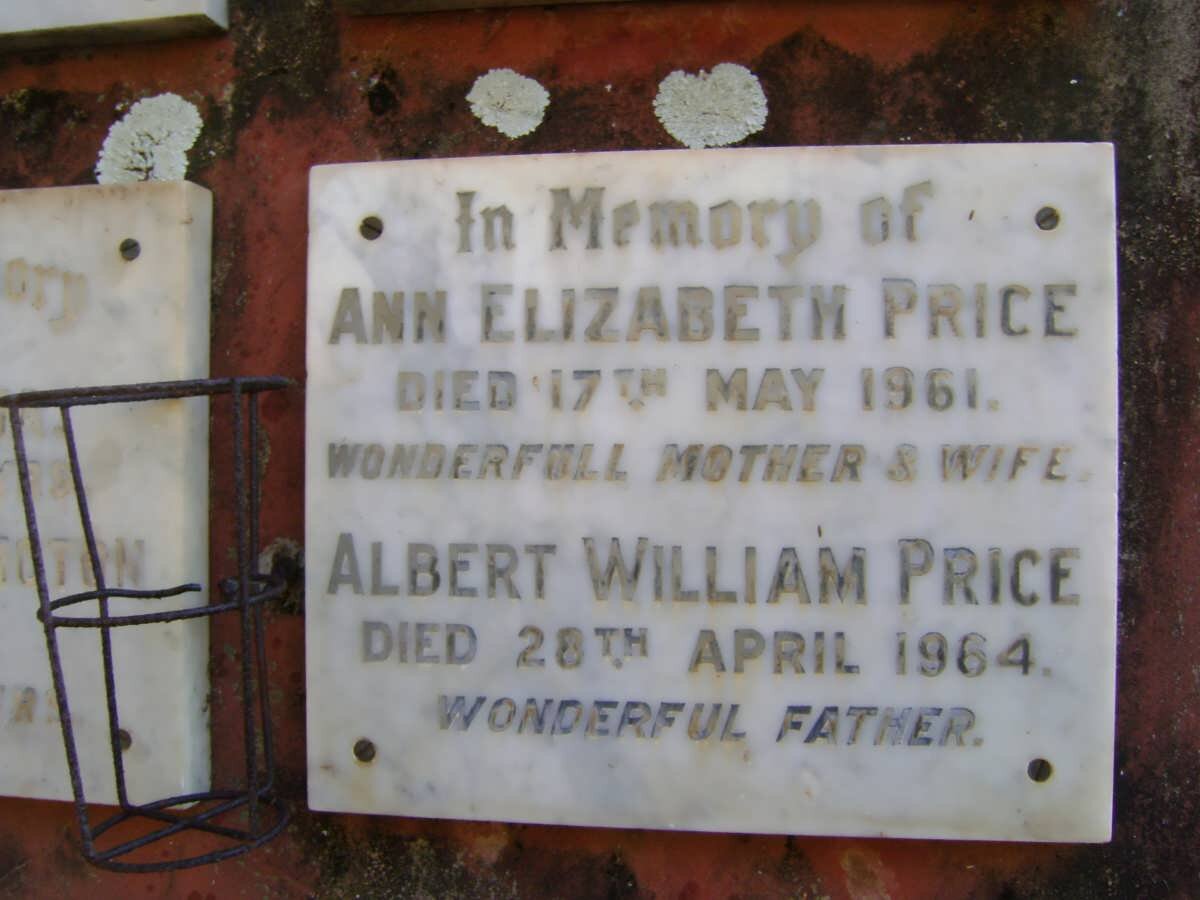 In Memory of
ANN ELIZABETH PRICE
DIED 17TH MAY 1961.
WONDERFULL MOTHER & WIFE.
ALBERT WILLIAM PRICE
DIED 28TH APRIL 1964.
WONDERFUL FATHER.